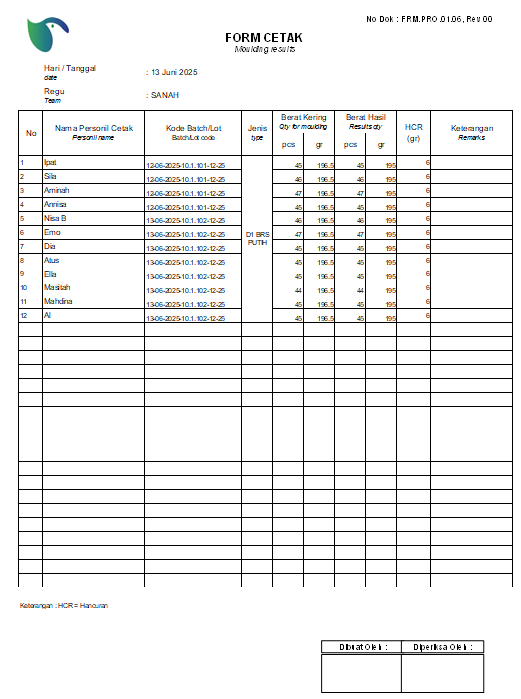 No Dok : FRM.PRO.01.06, Rev 00
FORM CETAK
Moulding results
Hari / Tanggal : 13 Juni 2025
date
Regu : SANAH
Team
No Nama Personil Cetak Kode Batch/Lot Jenis Berat Kering Berat Hasil HCR Keterangan
Personil name Batch/Lot code type Qty for moulding Results qty (gr) Remarks
pcs gr pcs gr
1 Ipat 12-06-2025-10.1.101-12-25 45 196.5 45 195 6
2 Sila 12-06-2025-10.1.101-12-25 46 196.5 46 195 6
3 Aminah 12-06-2025-10.1.101-12-25 47 196.5 47 195 6
4 Annisa 12-06-2025-10.1.101-12-25 45 196.5 45 195 6
5 Nisa B 13-06-2025-10.1.102-12-25 46 196.5 46 195 6
6 Erno 13-06-2025-10.1.102-12-25 D1 BRS 47 196.5 47 195 6
7 Dia 13-06-2025-10.1.102-12-25 PUTIH 45 196.5 45 195 6
8 Atus 13-06-2025-10.1.102-12-25 45 196.5 45 195 6
9 Ella 13-06-2025-10.1.102-12-25 45 196.5 45 195 6
10 Masitah 13-06-2025-10.1.102-12-25 44 196.5 44 195 6
11 Mahdina 13-06-2025-10.1.102-12-25 45 196.5 45 195 6
12 Al 13-06-2025-10.1.102-12-25 45 196.5 45 195 6
Keterangan : HCR = Hancuran
Dibuat Oleh : Diperiksa Oleh :